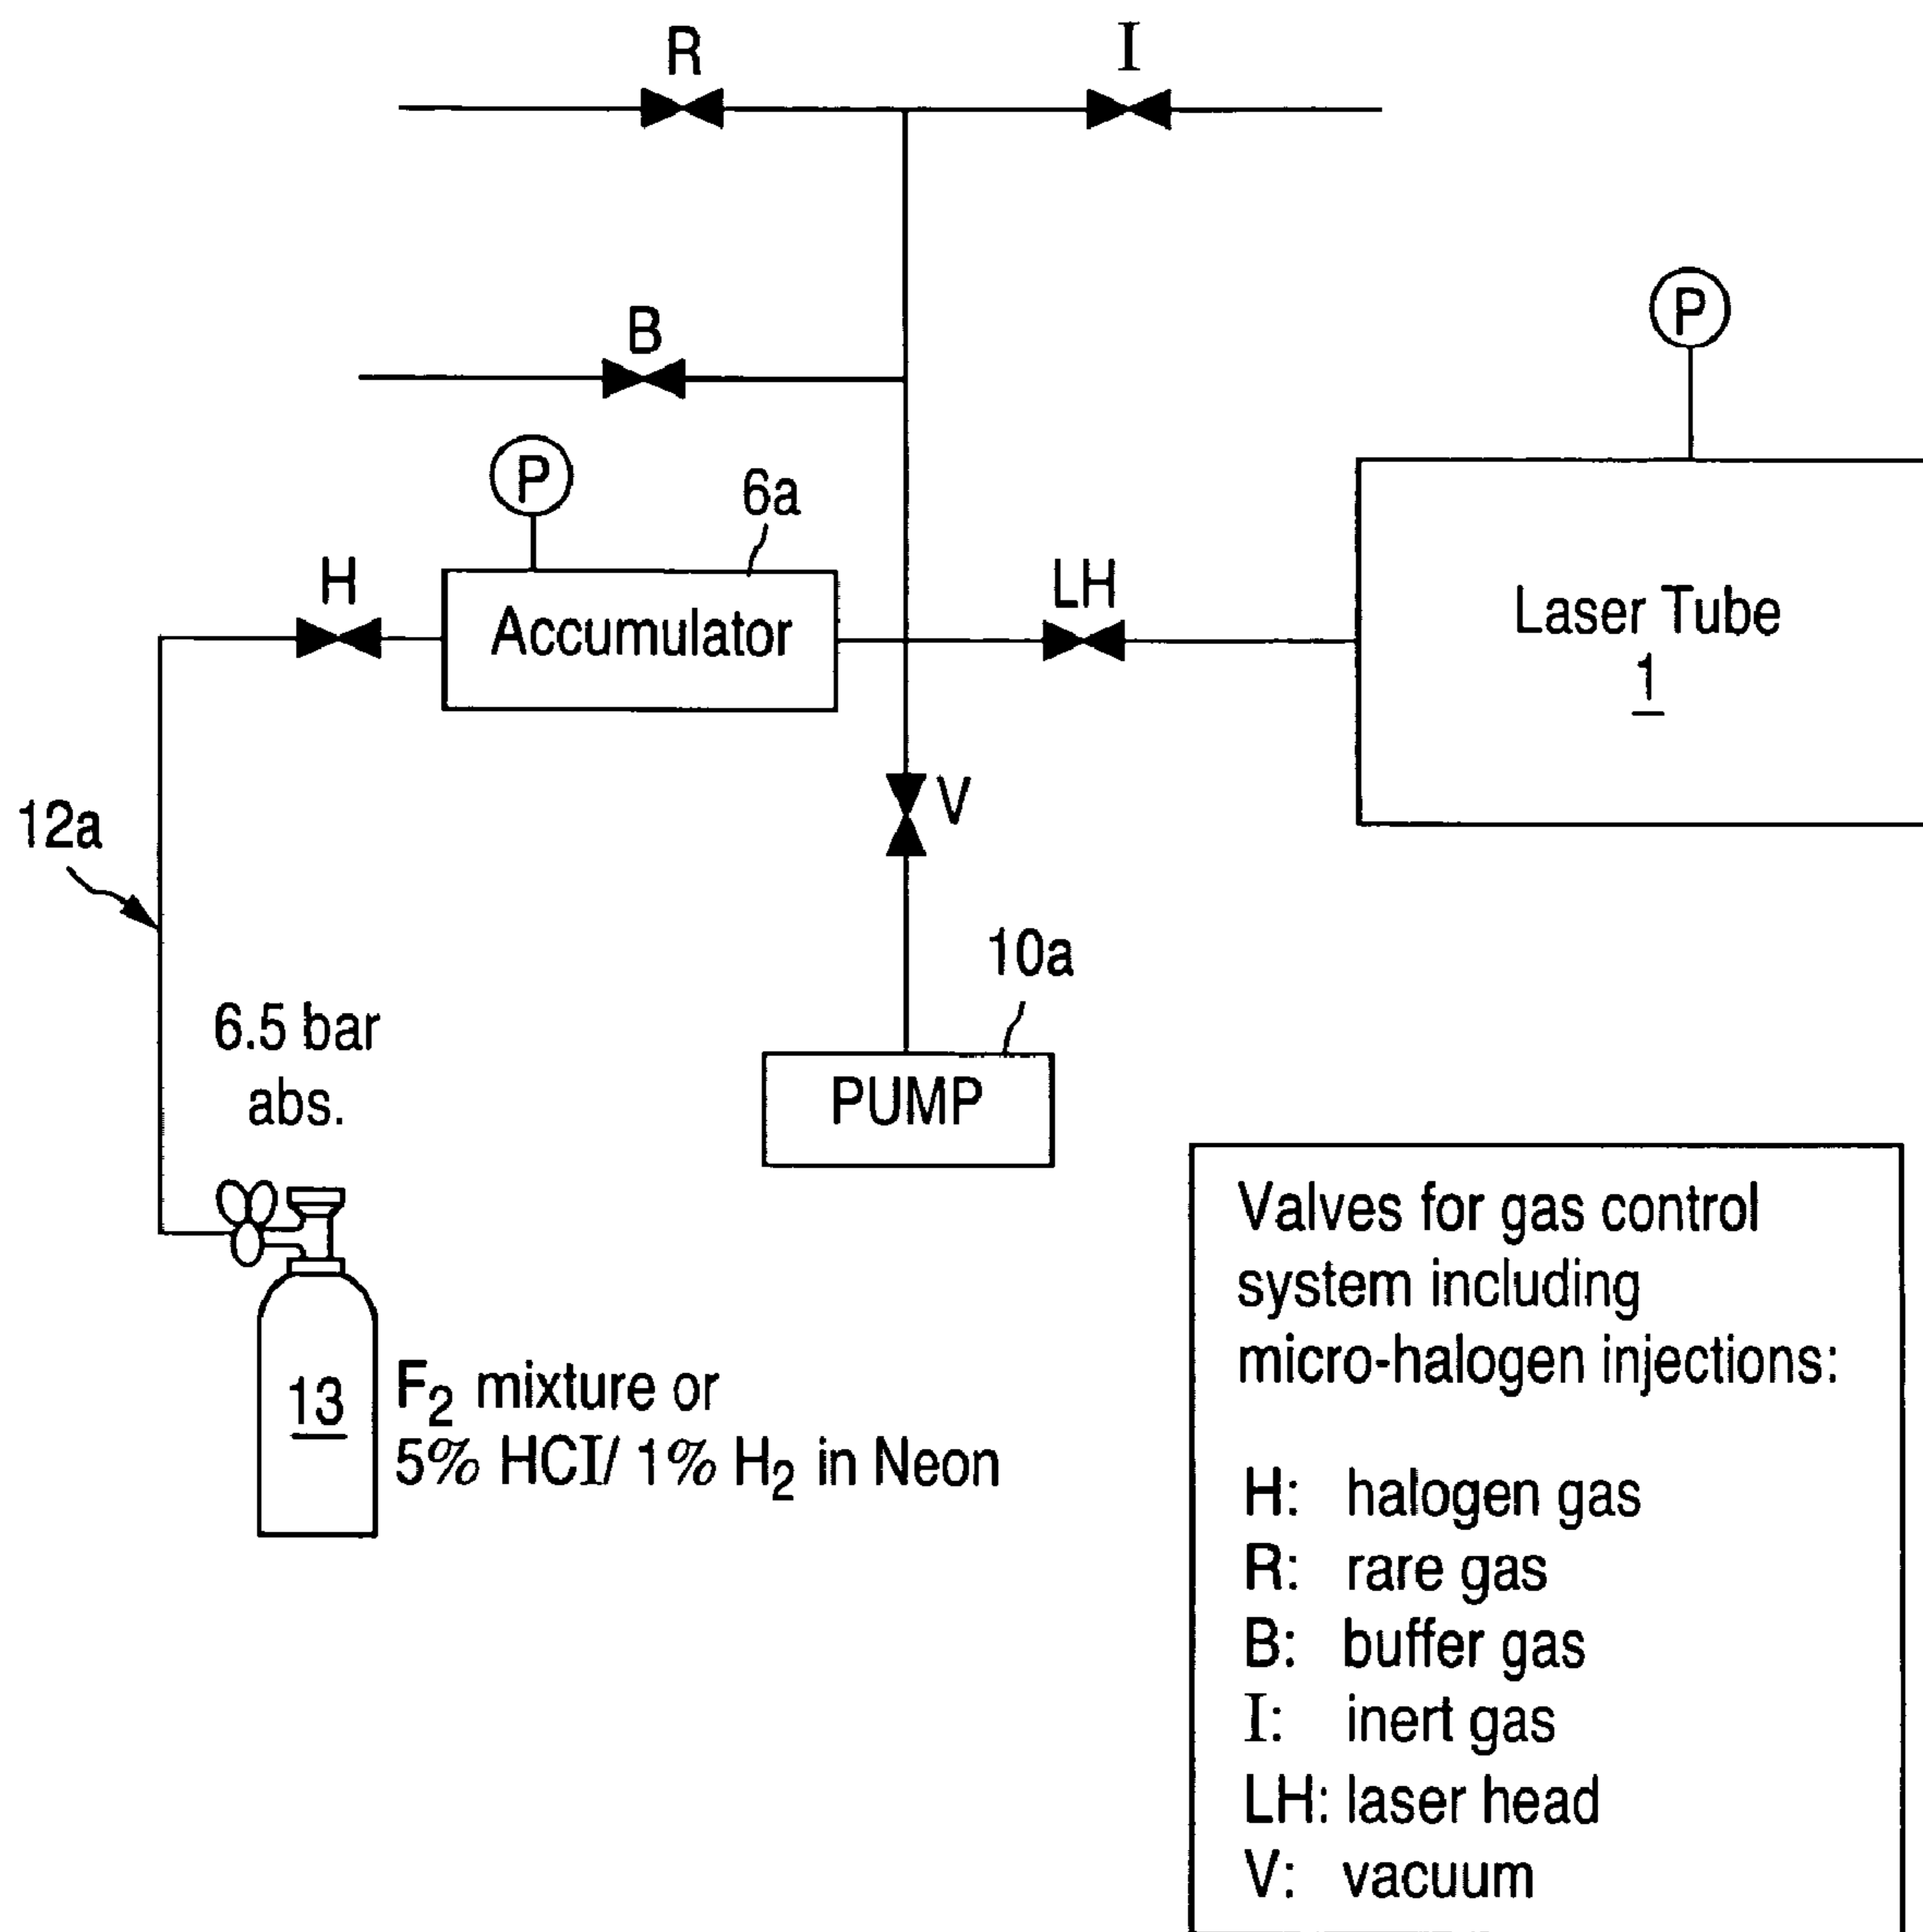 R
I
B
P
P
6a
H
Accumulator
LH
Laser Tube
1
V
12a
10a
6.5 bar
abs.
PUMP
13
F₂ mixture or
5% HCI/ 1% H₂ in Neon
Valves for gas control
system including
micro-halogen injections:
H: halogen gas
R: rare gas
B: buffer gas
I: inert gas
LH: laser head
V: vacuum